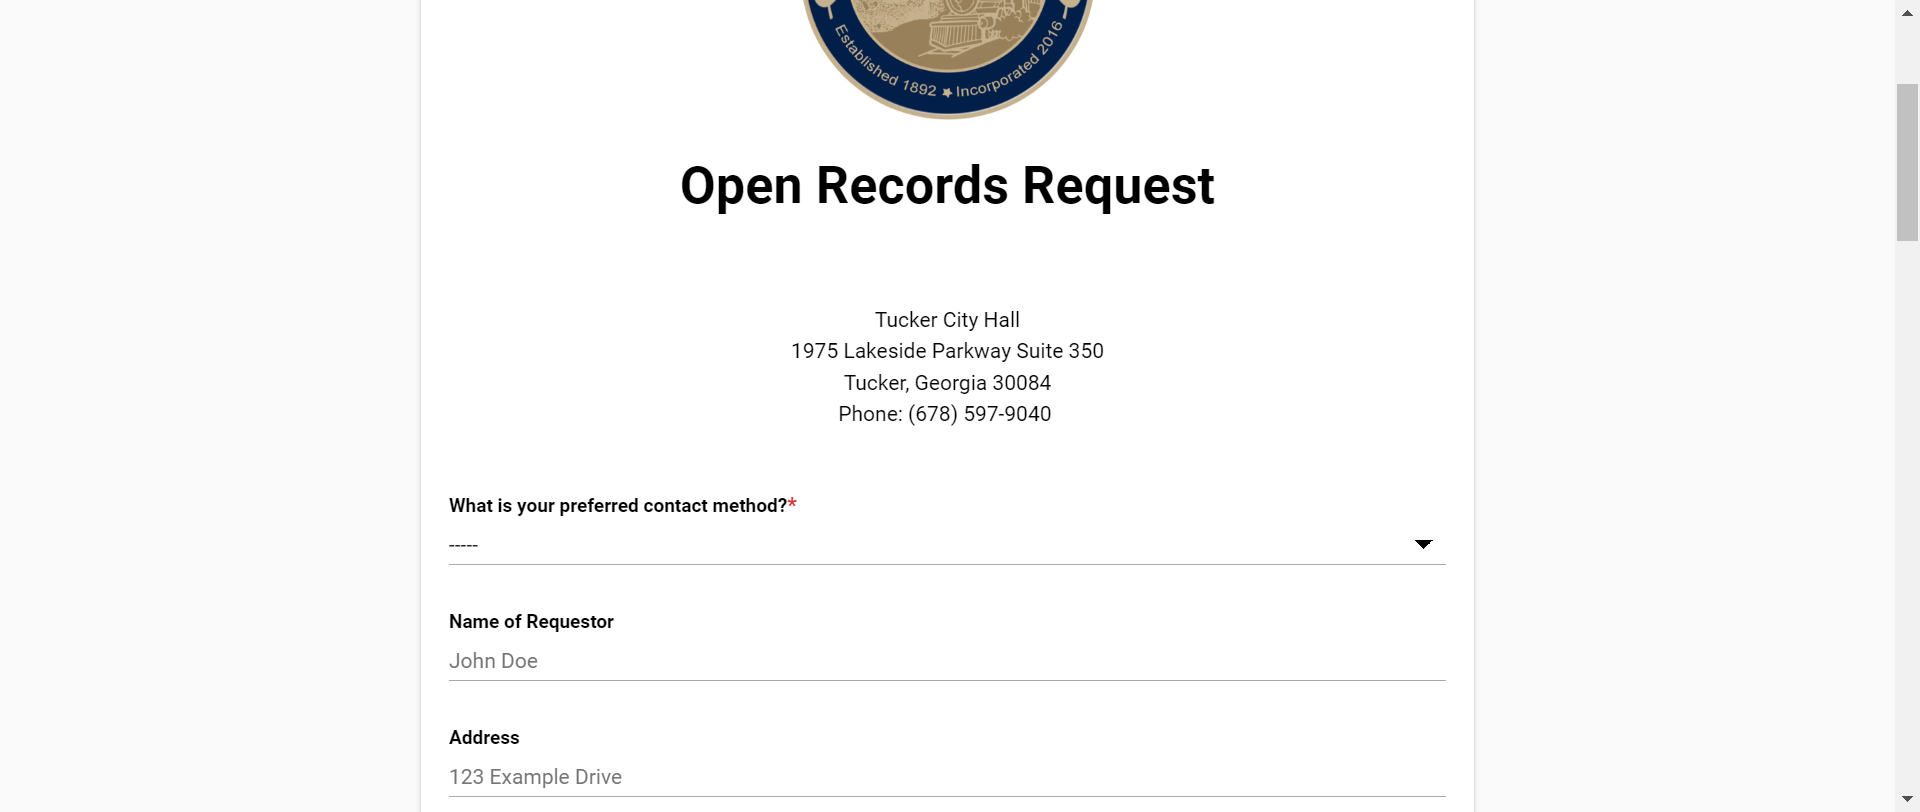 Established 1892 ★ Incorporated 2016
Open Records Request
Tucker City Hall
1975 Lakeside Parkway Suite 350
Tucker, Georgia 30084
Phone: (678) 597-9040
What is your preferred contact method?*
-----
Name of Requestor
John Doe
Address
123 Example Drive